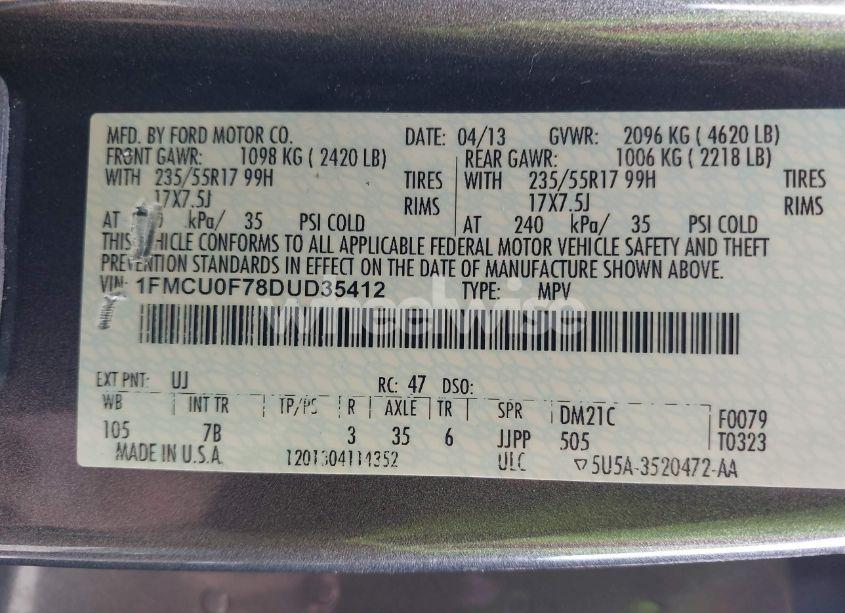 MFD. BY FORD MOTOR CO. DATE: 04/13 GVWR: 2096 KG ( 4620 LB)
FRONT GAWR: 1098 KG ( 2420 LB) REAR GAWR: 1006 KG ( 2218 LB)
WITH 235/55R17 99H TIRES WITH 235/55R17 99H TIRES
17X7.5J RIMS 17X7.5J RIMS
AT kPa/ 35 PSI COLD AT 240 kPa/ 35 PSI COLD
THIS HICLE CONFORMS TO ALL APPLICABLE FEDERAL MOTOR VEHICLE SAFETY AND THEFT
PREVENTION STANDARDS IN EFFECT ON THE DATE OF MANUFACTURE SHOWN ABOVE.
VIN: 1FMCU0F78DUD35412 TYPE: MPV
wheelwise
EXT PNT: UJ RC: 47 DSO:
WB INT TR TP/PS R AXLE TR SPR DM21C F0079
105 7B 3 35 6 JJPP 505 T0323
MADE IN U.S.A. 1201304114352 ULC ▽5U5A-3520472-AA